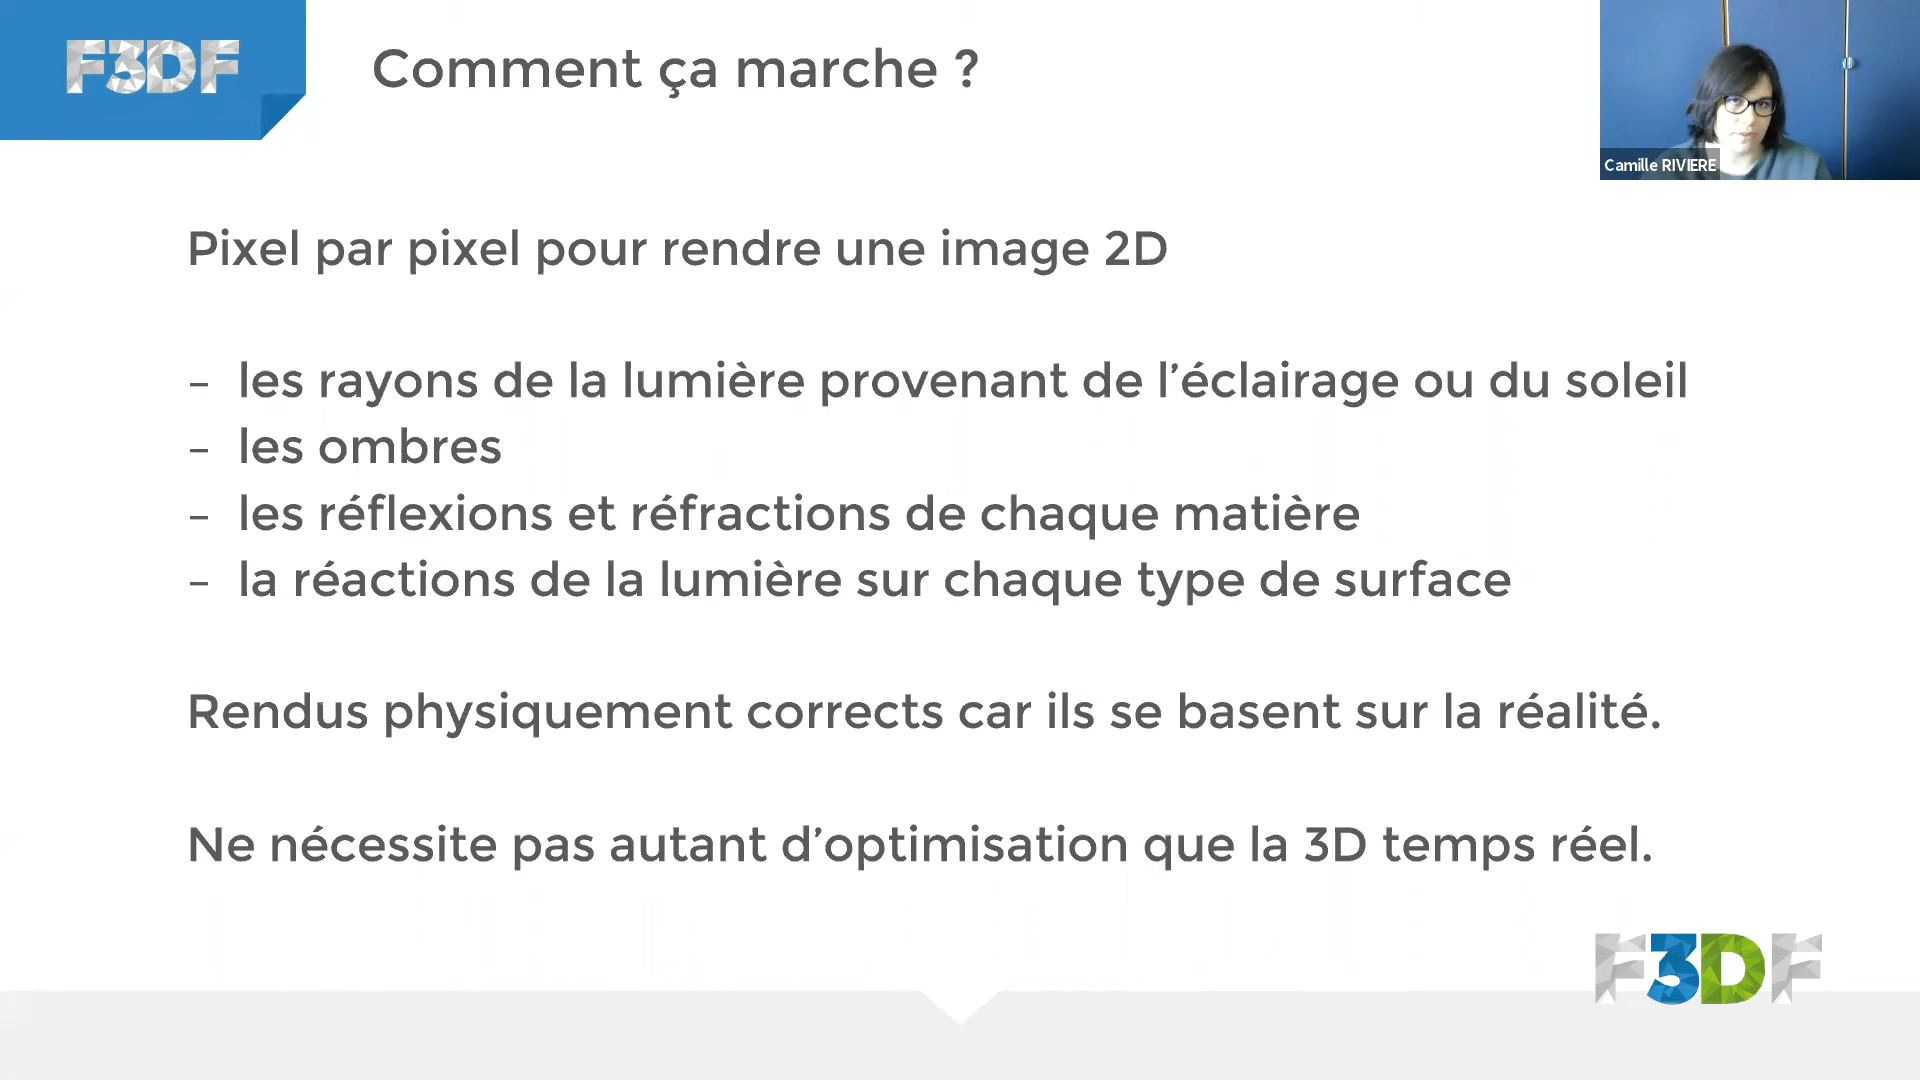 F3DF
Comment ça marche ?
Camille RIVIERE
Pixel par pixel pour rendre une image 2D
- les rayons de la lumière provenant de l’éclairage ou du soleil
- les ombres
- les réflexions et réfractions de chaque matière
- la réactions de la lumière sur chaque type de surface
Rendus physiquement corrects car ils se basent sur la réalité.
Ne nécessite pas autant d’optimisation que la 3D temps réel.
F3DF